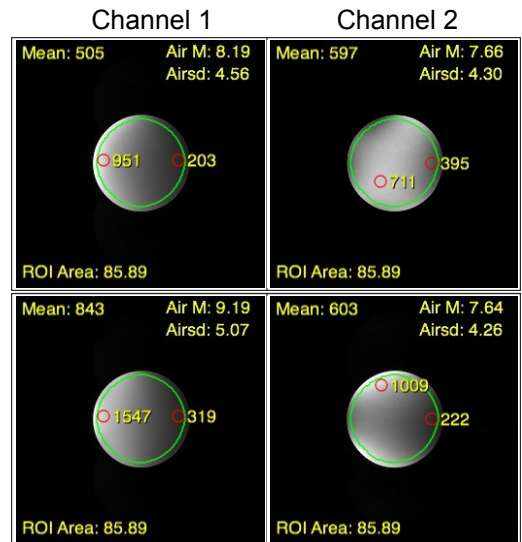 Channel 1 Channel 2
Mean: 505 Air M: 8.19
Airsd: 4.56
951 203
ROI Area: 85.89
Mean: 597 Air M: 7.66
Airsd: 4.30
395
711
ROI Area: 85.89
Mean: 843 Air M: 9.19
Airsd: 5.07
1547 319
ROI Area: 85.89
Mean: 603 Air M: 7.64
Airsd: 4.26
1009
222
ROI Area: 85.89